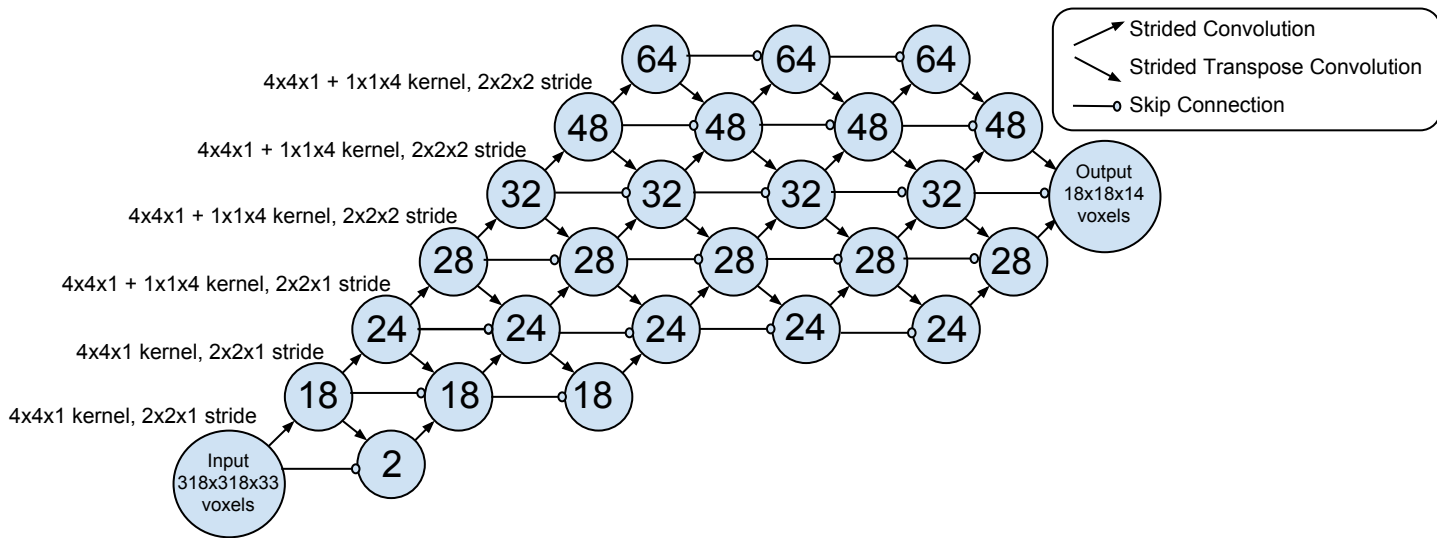 64 64 64
4x4x1 + 1x1x4 kernel, 2x2x2 stride
48 48 48 48
4x4x1 + 1x1x4 kernel, 2x2x2 stride
32 32 32 32
Output
18x18x14
voxels
4x4x1 + 1x1x4 kernel, 2x2x2 stride
28 28 28 28 28
4x4x1 + 1x1x4 kernel, 2x2x1 stride
24 24 24 24 24
4x4x1 kernel, 2x2x1 stride
18 18 18
4x4x1 kernel, 2x2x1 stride
Input
318x318x33
voxels
2
Strided Convolution
Strided Transpose Convolution
Skip Connection